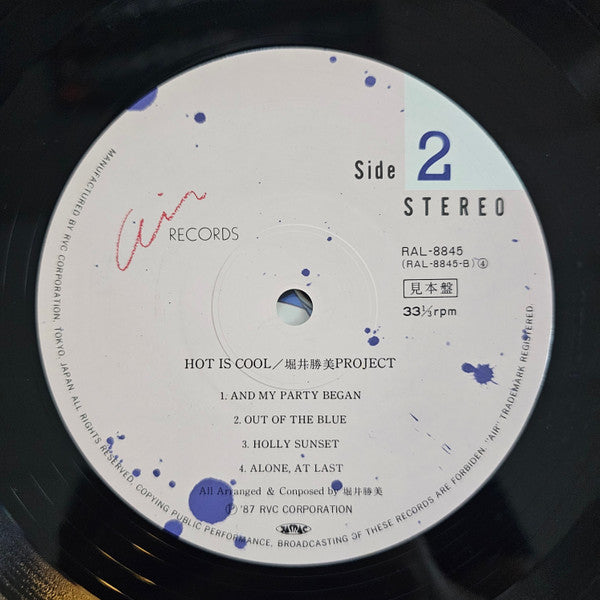 Side 2
STEREO
air RECORDS
RAL-8845
(RAL-8845-B)④
見本盤
33⅓rpm
HOT IS COOL／堀井勝美PROJECT
1. AND MY PARTY BEGAN
2. OUT OF THE BLUE
3. HOLLY SUNSET
4. ALONE, AT LAST
All Arranged & Conposed by 堀井勝美
Ⓟ '87 RVC CORPORATION
JASRAC
MANUFACTURED BY RVC CORPORATION, TOKYO, JAPAN ALL RIGHTS RESERVED. COPYING PUBLIC PERFORMANCE, BROADCASTING OF THESE RECORDS ARE FORBIDEN. "AIR" TRADEMARK REGISTERED.